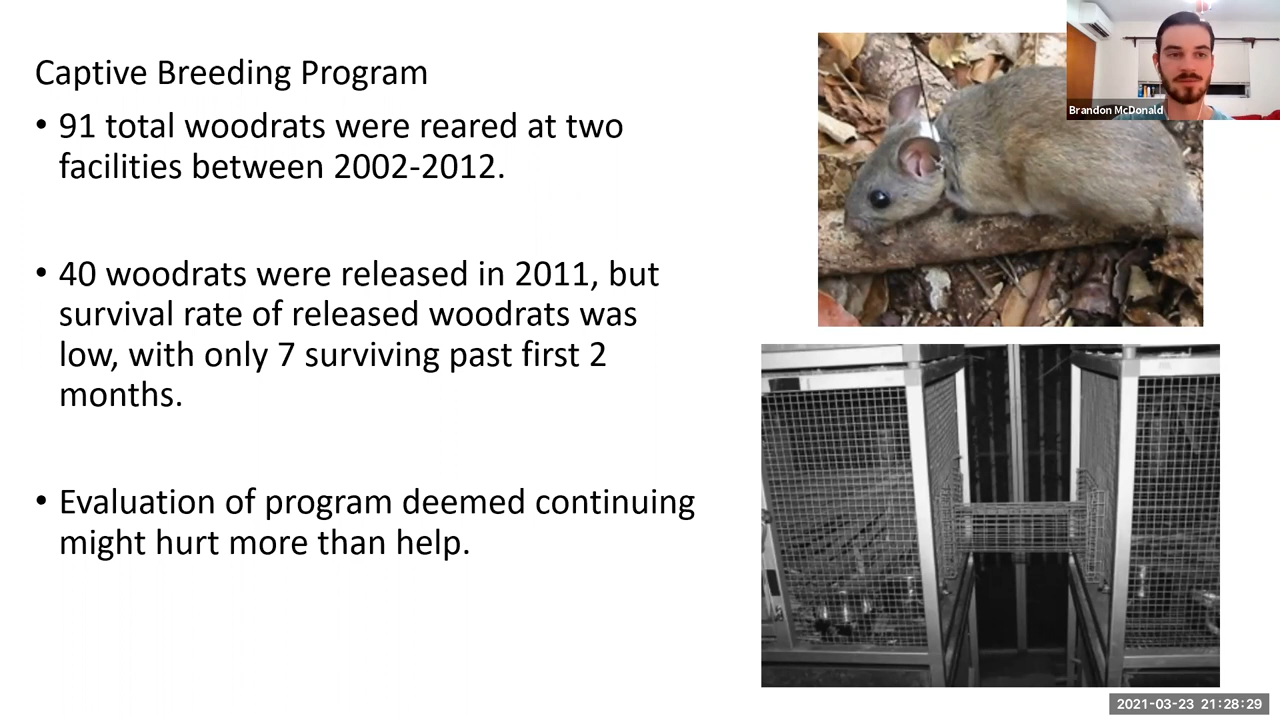 Captive Breeding Program
• 91 total woodrats were reared at two
facilities between 2002-2012.
• 40 woodrats were released in 2011, but
survival rate of released woodrats was
low, with only 7 surviving past first 2
months.
• Evaluation of program deemed continuing
might hurt more than help.
Brandon McDonald
2021-03-23 21:28:29